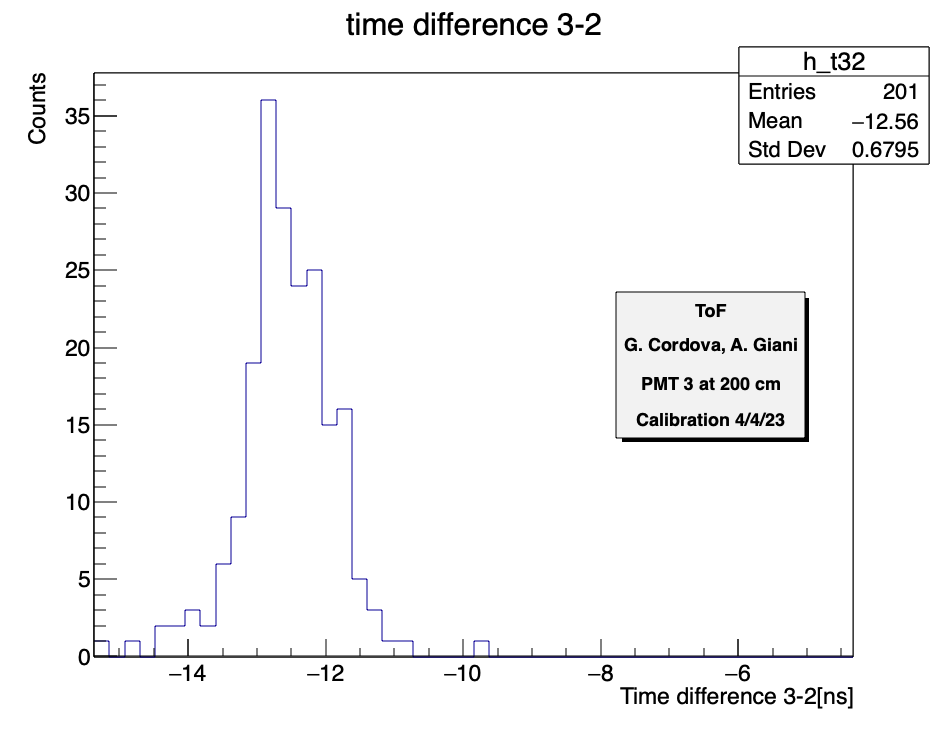 time difference 3-2
h_t32
Entries 201
Mean −12.56
Std Dev 0.6795
Counts
35
30
25
20
15
10
5
0
ToF
G. Cordova, A. Giani
PMT 3 at 200 cm
Calibration 4/4/23
−14 −12 −10 −8 −6
Time difference 3-2[ns]